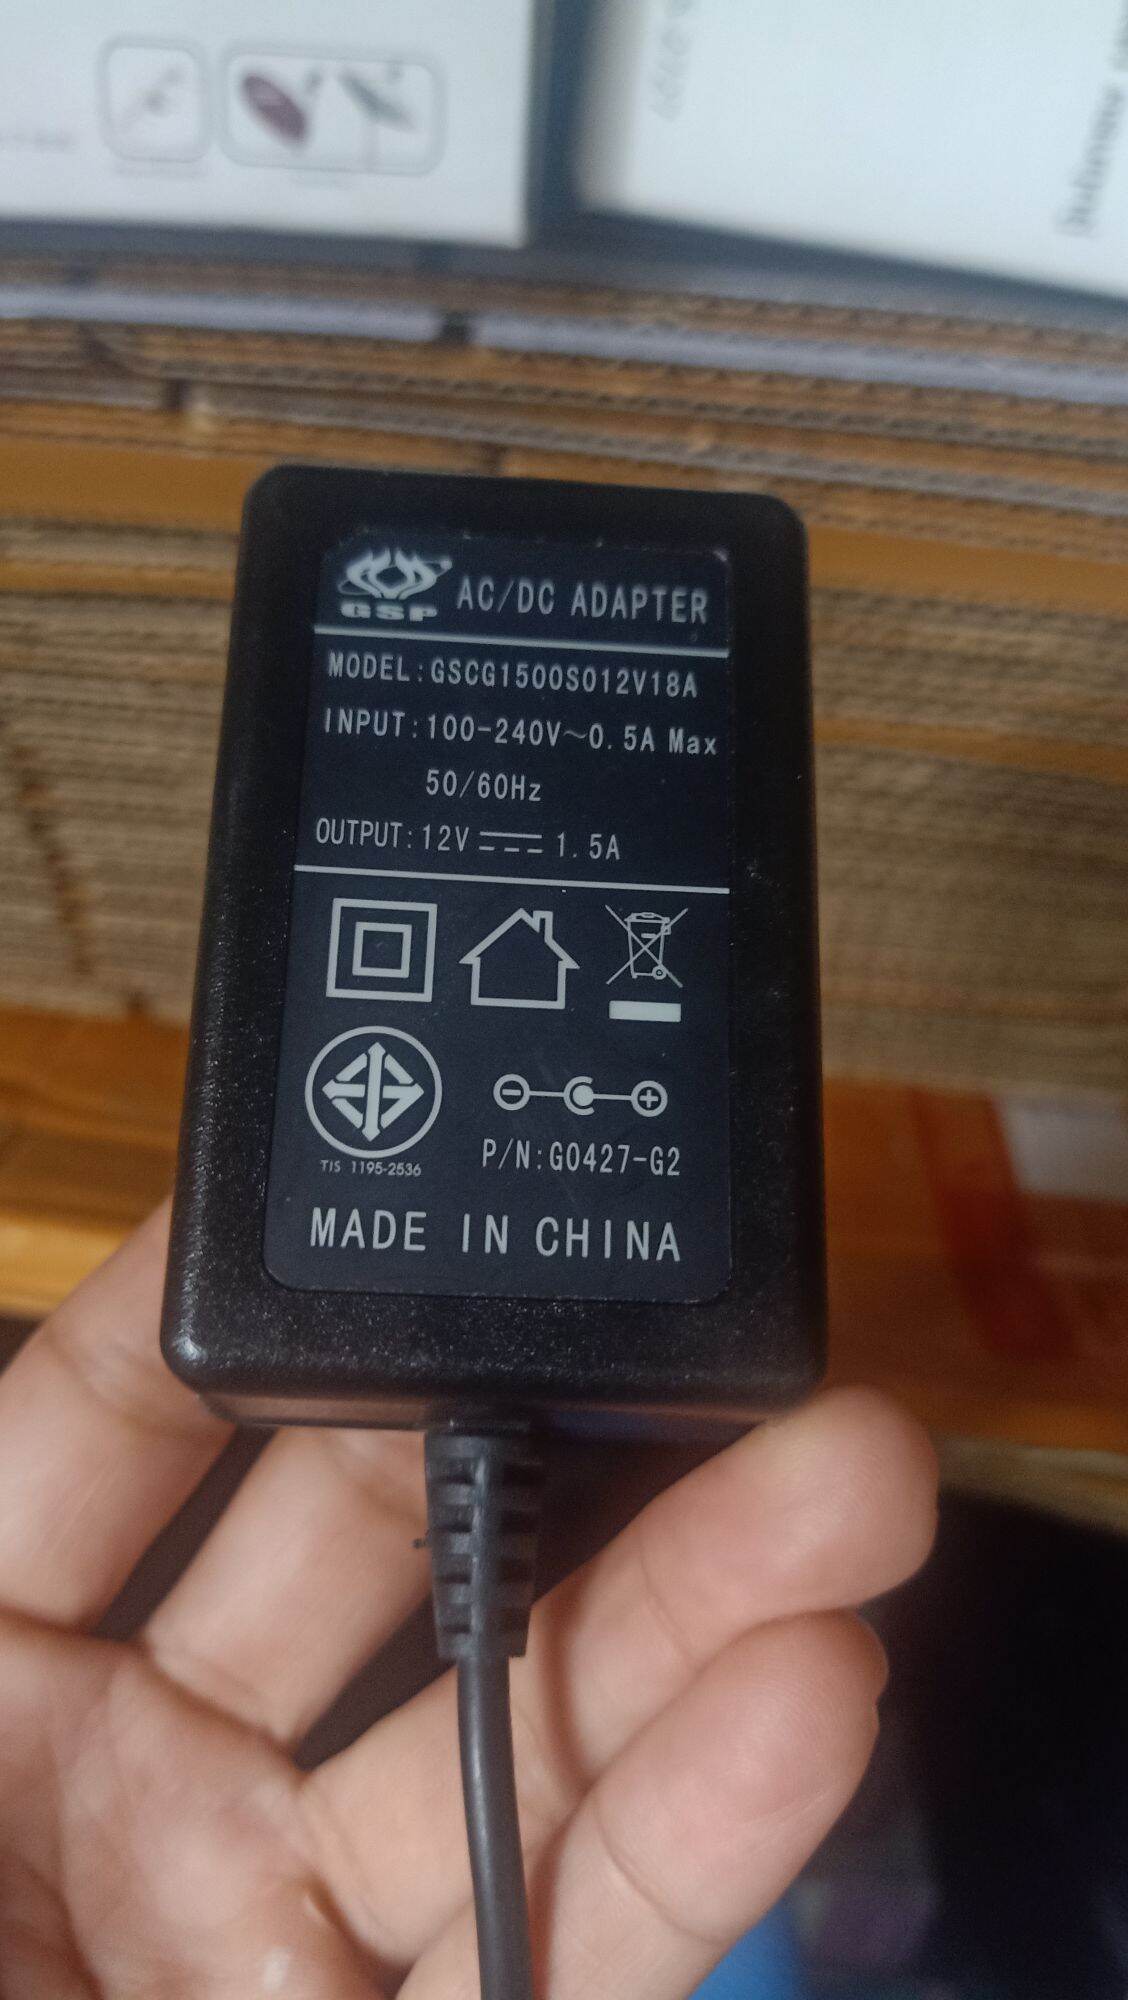 GSP AC/DC ADAPTER
MODEL:GSCG1500S012V18A
INPUT:100-240V~0.5A Max
50/60Hz
OUTPUT:12V⎓1.5A
TIS 1195-2536
P/N:G0427-G2
MADE IN CHINA